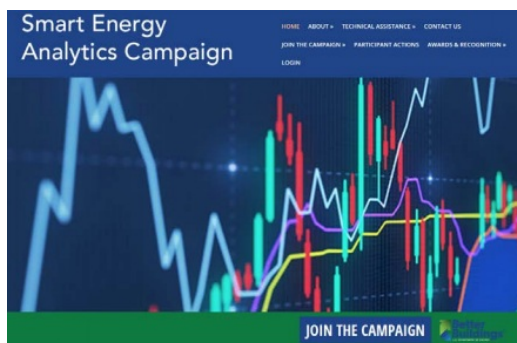 Smart Energy
Analytics Campaign
HOME ABOUT » TECHNICAL ASSISTANCE » CONTACT US
JOIN THE CAMPAIGN » PARTICIPANT ACTIONS AWARDS & RECOGNITION »
LOGIN
JOIN THE CAMPAIGN
Better
Buildings